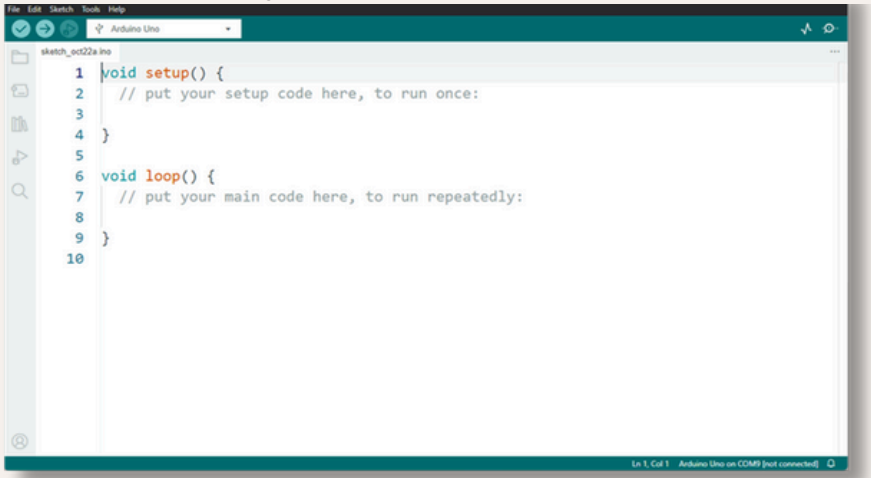 File Edit Sketch Tools Help
Arduino Uno
sketch_oct22a.ino
1 void setup() {
2 // put your setup code here, to run once:
3
4 }
5
6 void loop() {
7 // put your main code here, to run repeatedly:
8
9 }
10
Ln 1, Col 1 Arduino Uno on COM9 [not connected]